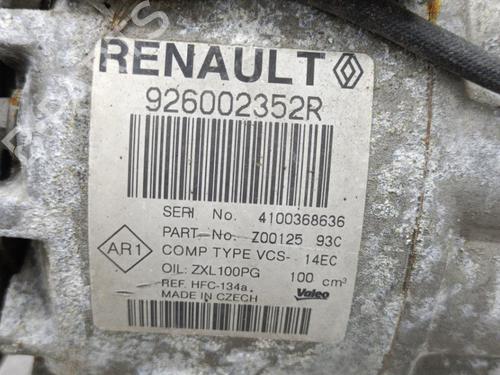 RENAULT
926002352R
SERI No. 4100368636
PART-No. Z00125 93C
AR1
COMP TYPE VCS- 14EC
OIL: ZXL100PG 100 cm³
REF. HFC-134a.
MADE IN CZECH
Valeo